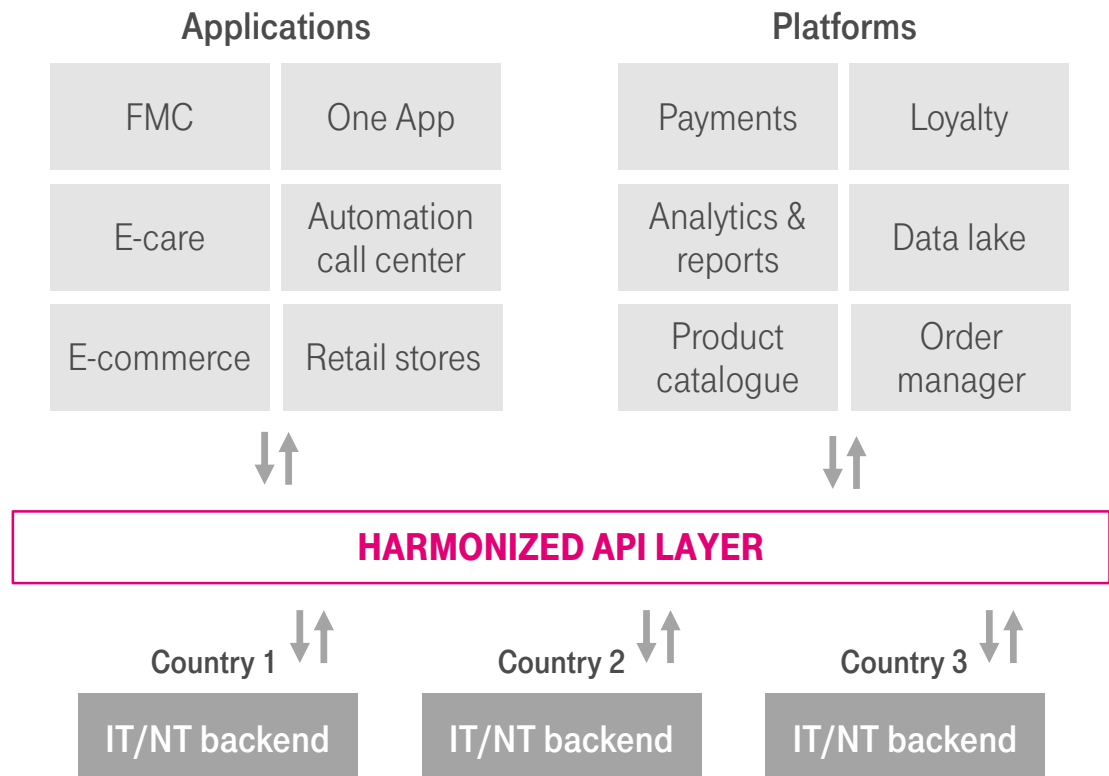 Applications
Platforms
FMC
One App
Payments
Loyalty
E-care
Automation
call center
Analytics &
reports
Data lake
E-commerce
Retail stores
Product
catalogue
Order
manager
HARMONIZED API LAYER
Country 1
Country 2
Country 3
IT/NT backend
IT/NT backend
IT/NT backend